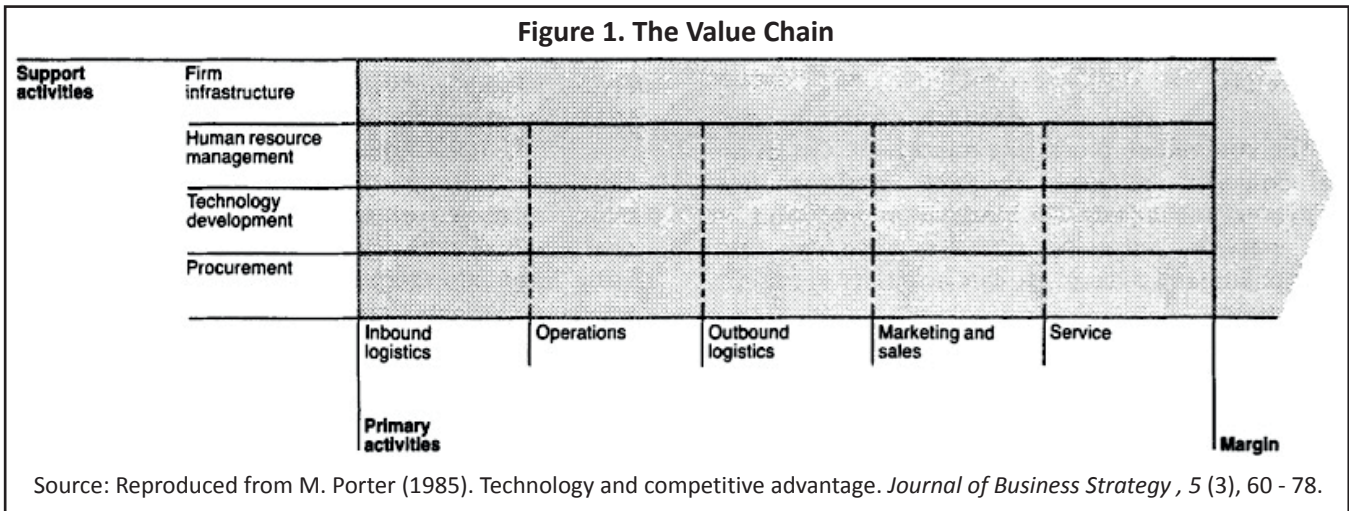 Figure 1. The Value Chain
Support
activities
Firm
infrastructure
Human resource
management
Technology
development
Procurement
Inbound
logistics
Operations
Outbound
logistics
Marketing and
sales
Service
Primary
activities
Margin
Source: Reproduced from M. Porter (1985). Technology and competitive advantage. Journal of Business Strategy , 5 (3), 60 - 78.